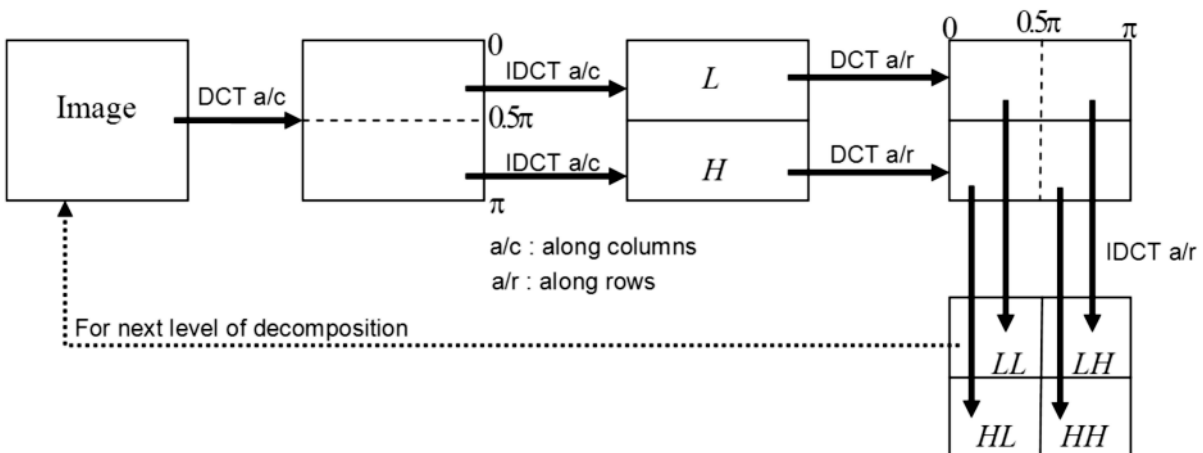 0 0.5π π
0
IDCT a/c
DCT a/r
Image
DCT a/c
L
0.5π
IDCT a/c
DCT a/r
H
π
a/c : along columns
a/r : along rows
IDCT a/r
For next level of decomposition
LL LH
HL HH